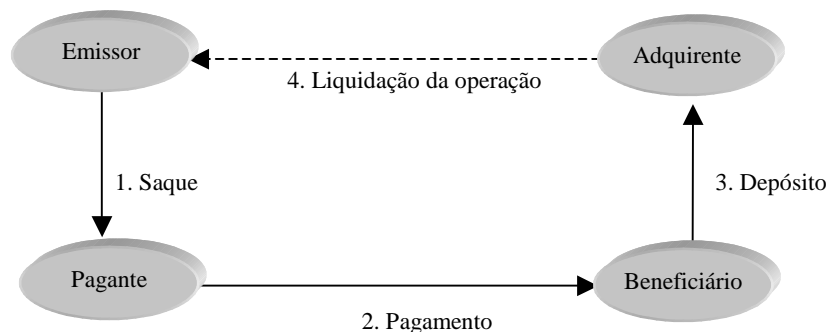 Emissor
Adquirente
4. Liquidação da operação
1. Saque
3. Depósito
Pagante
Beneficiário
2. Pagamento